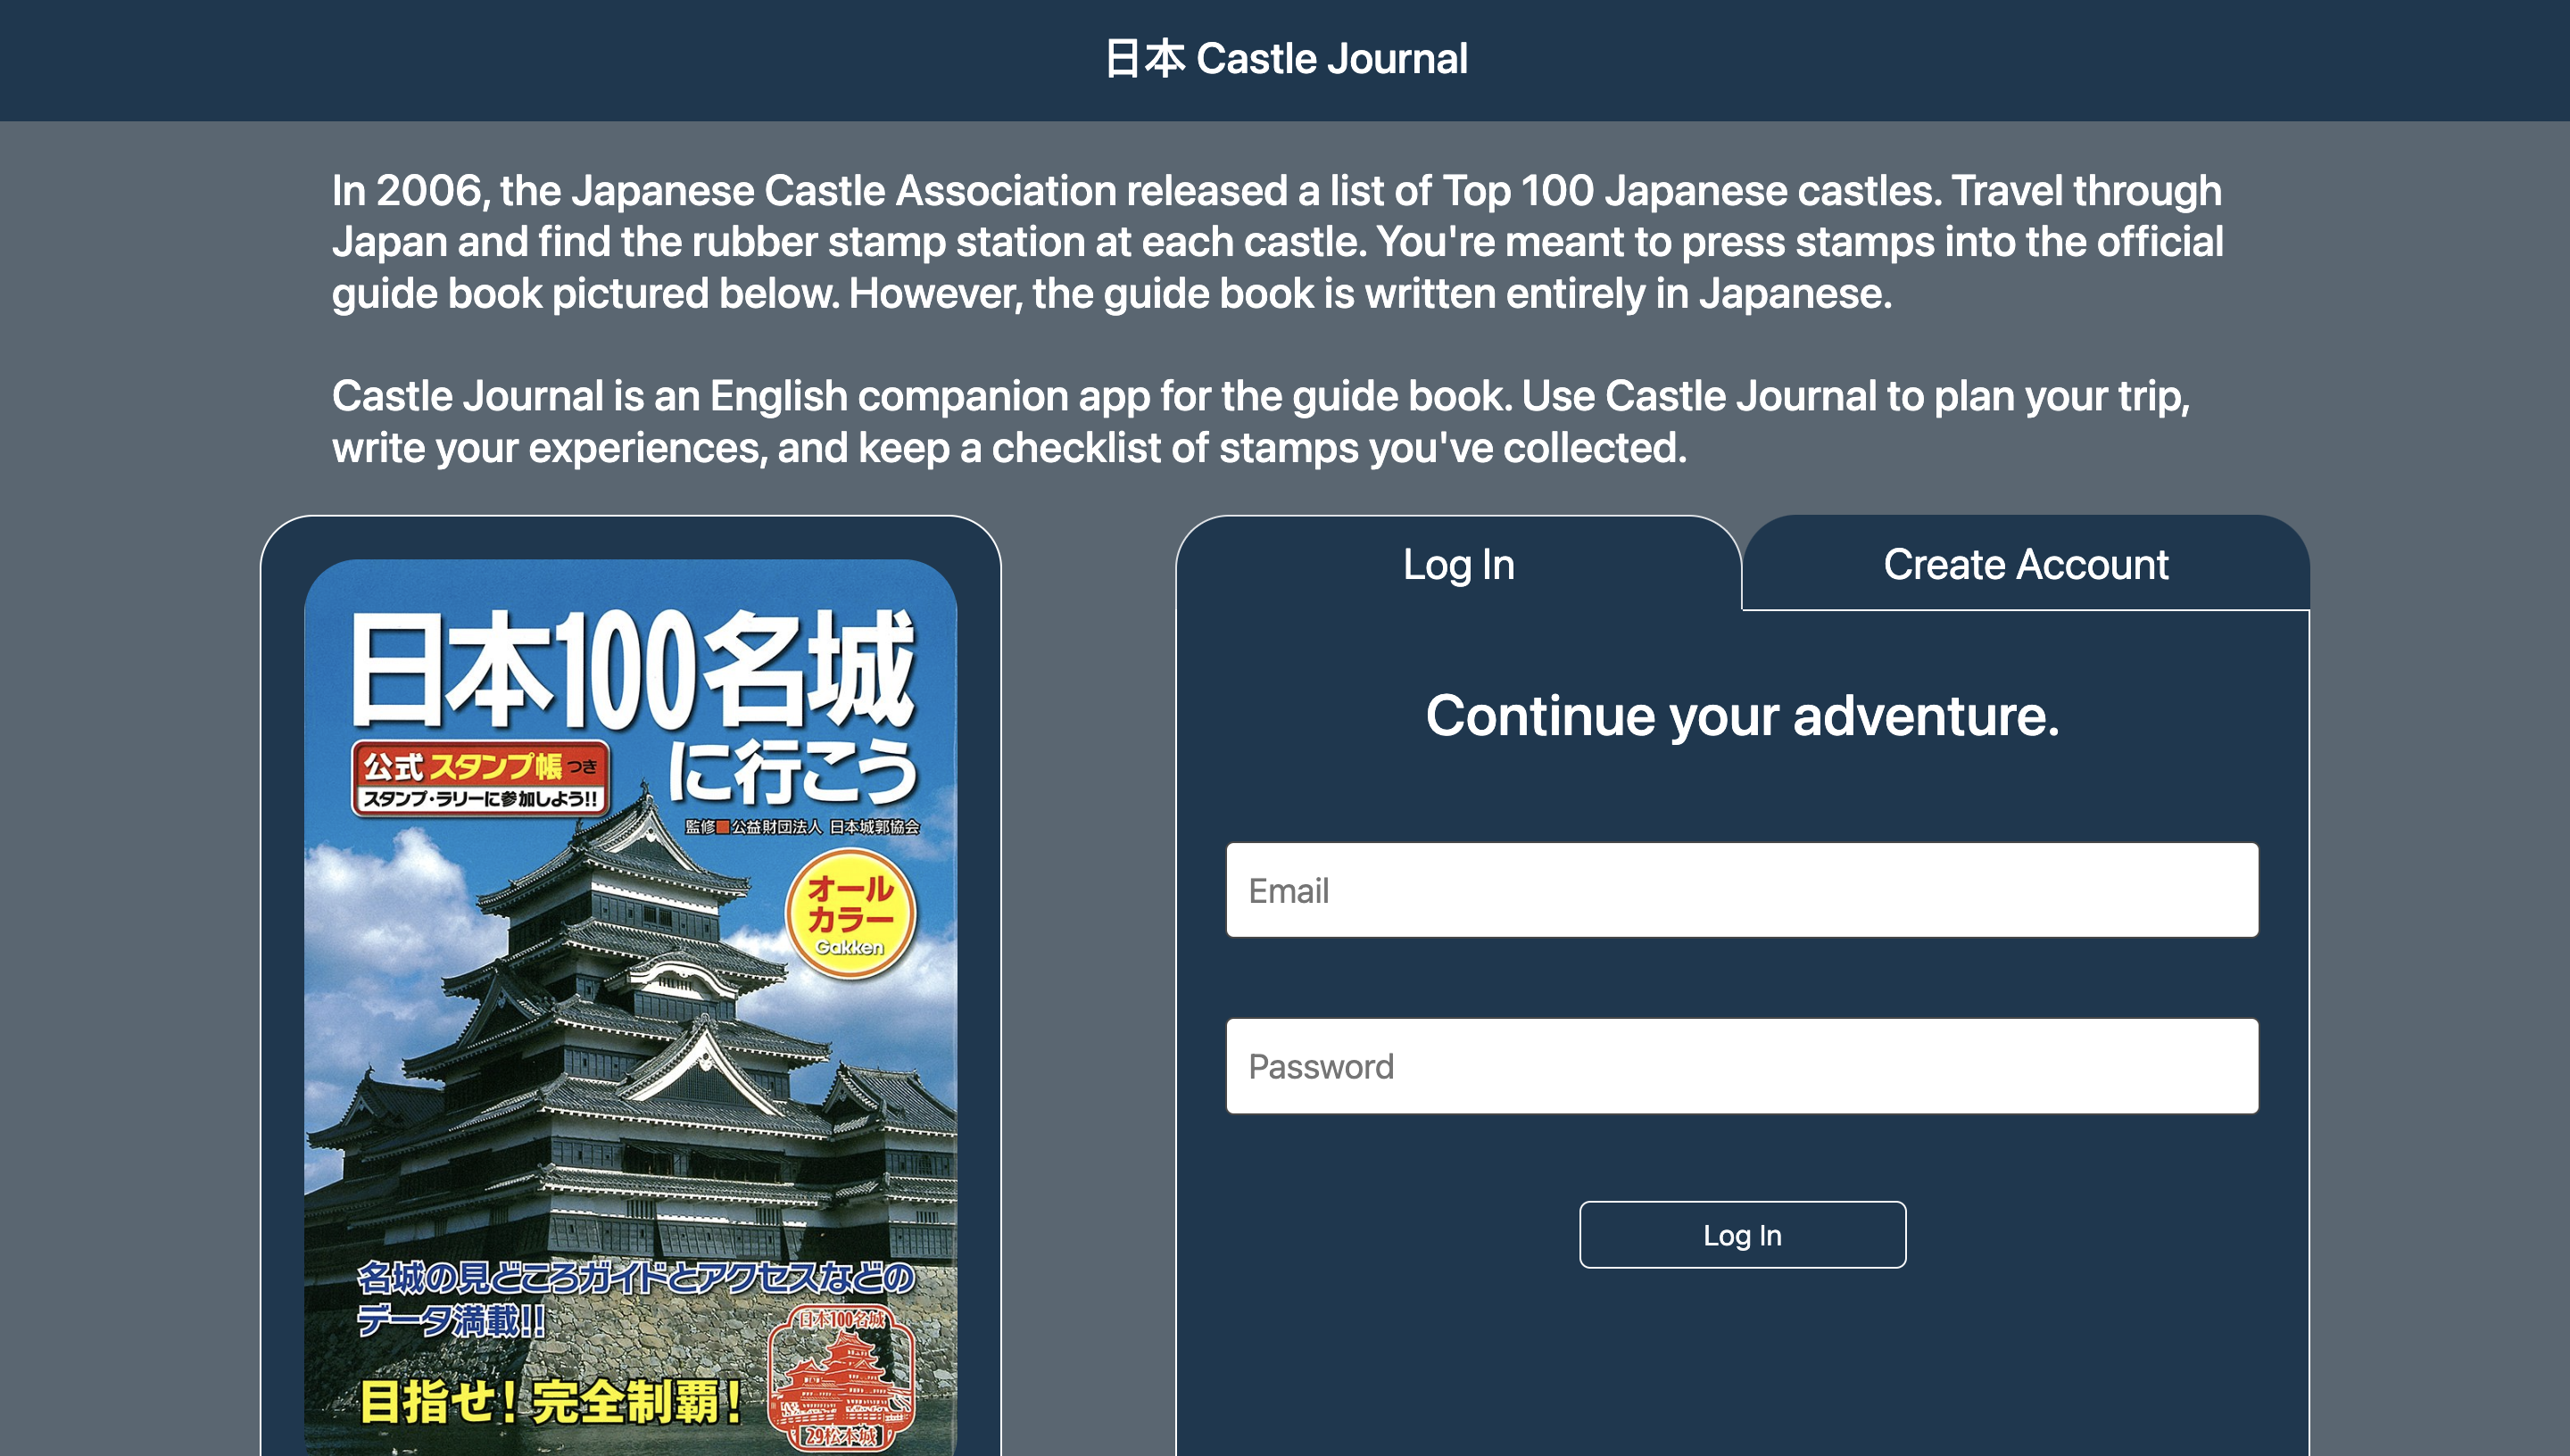 日本 Castle Journal
In 2006, the Japanese Castle Association released a list of Top 100 Japanese castles. Travel through
Japan and find the rubber stamp station at each castle. You're meant to press stamps into the official
guide book pictured below. However, the guide book is written entirely in Japanese.
Castle Journal is an English companion app for the guide book. Use Castle Journal to plan your trip,
write your experiences, and keep a checklist of stamps you've collected.
日本100名城
に行こう
公式スタンプ帳つき
スタンプ・ラリーに参加しよう!!
監修■公益財団法人 日本城郭協会
オール
カラー
Gakken
名城の見どころガイドとアクセスなどの
データ満載!!
目指せ!完全制覇!
日本100名城
29松本城
Log In
Create Account
Continue your adventure.
Email
Password
Log In